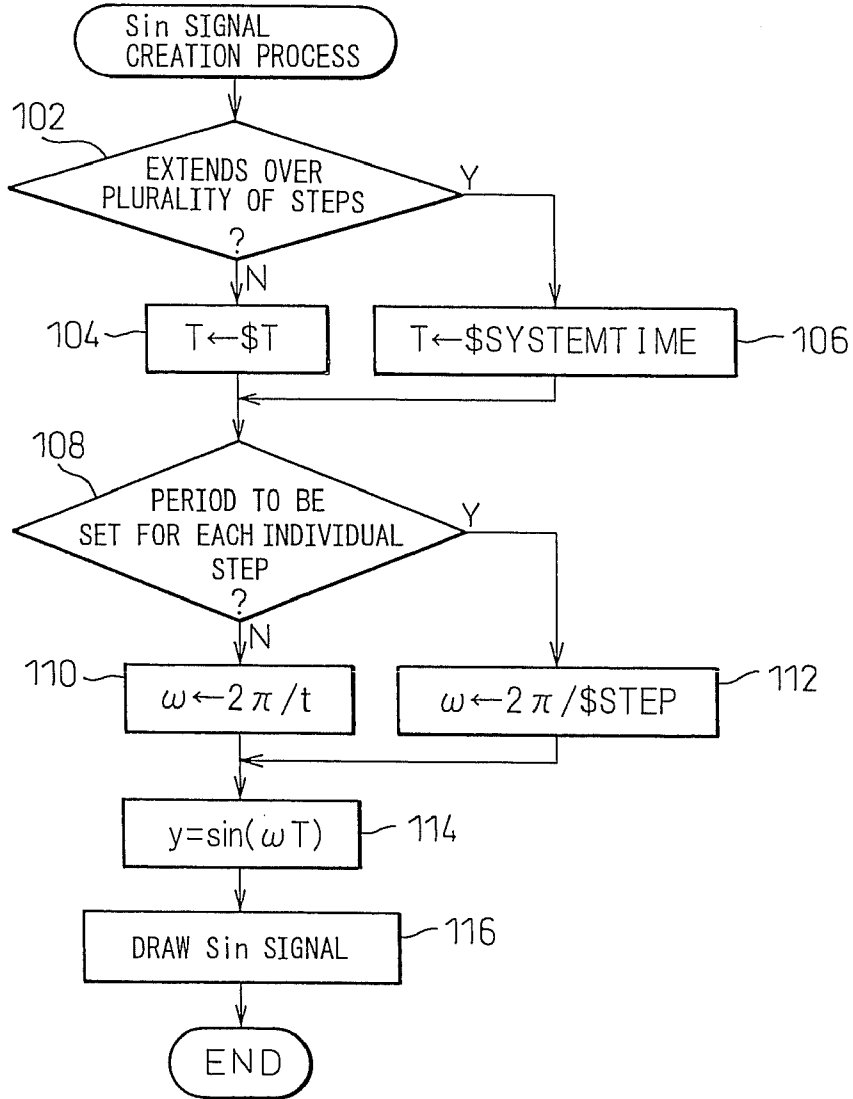 Sin SIGNAL
CREATION PROCESS
102
EXTENDS OVER
PLURALITY OF STEPS
?
Y
N
104
T←$T
T←$SYSTEMTIME
106
108
PERIOD TO BE
SET FOR EACH INDIVIDUAL
STEP
?
Y
N
110
ω←2π/t
ω←2π/$STEP
112
y=sin(ωT)
114
DRAW Sin SIGNAL
116
END